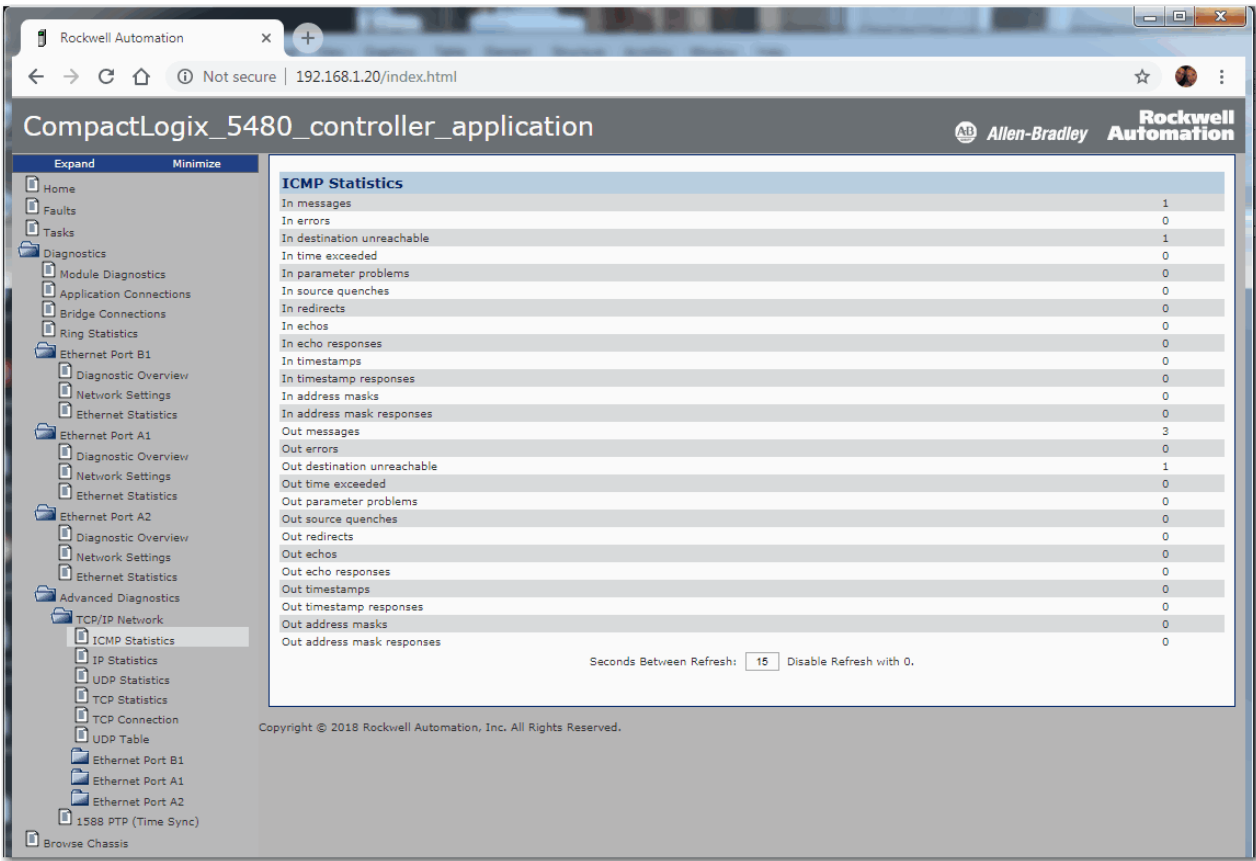 Rockwell Automation
Not secure | 192.168.1.20/index.html
CompactLogix_5480_controller_application
AB Allen-Bradley
Rockwell
Automation
Expand Minimize
Home
Faults
Tasks
Diagnostics
Module Diagnostics
Application Connections
Bridge Connections
Ring Statistics
Ethernet Port B1
Diagnostic Overview
Network Settings
Ethernet Statistics
Ethernet Port A1
Diagnostic Overview
Network Settings
Ethernet Statistics
Ethernet Port A2
Diagnostic Overview
Network Settings
Ethernet Statistics
Advanced Diagnostics
TCP/IP Network
ICMP Statistics
IP Statistics
UDP Statistics
TCP Statistics
TCP Connection
UDP Table
Ethernet Port B1
Ethernet Port A1
Ethernet Port A2
1588 PTP (Time Sync)
Browse Chassis
ICMP Statistics
In messages 1
In errors 0
In destination unreachable 1
In time exceeded 0
In parameter problems 0
In source quenches 0
In redirects 0
In echos 0
In echo responses 0
In timestamps 0
In timestamp responses 0
In address masks 0
In address mask responses 0
Out messages 3
Out errors 0
Out destination unreachable 1
Out time exceeded 0
Out parameter problems 0
Out source quenches 0
Out redirects 0
Out echos 0
Out echo responses 0
Out timestamps 0
Out timestamp responses 0
Out address masks 0
Out address mask responses 0
Seconds Between Refresh: 15 Disable Refresh with 0.
Copyright © 2018 Rockwell Automation, Inc. All Rights Reserved.